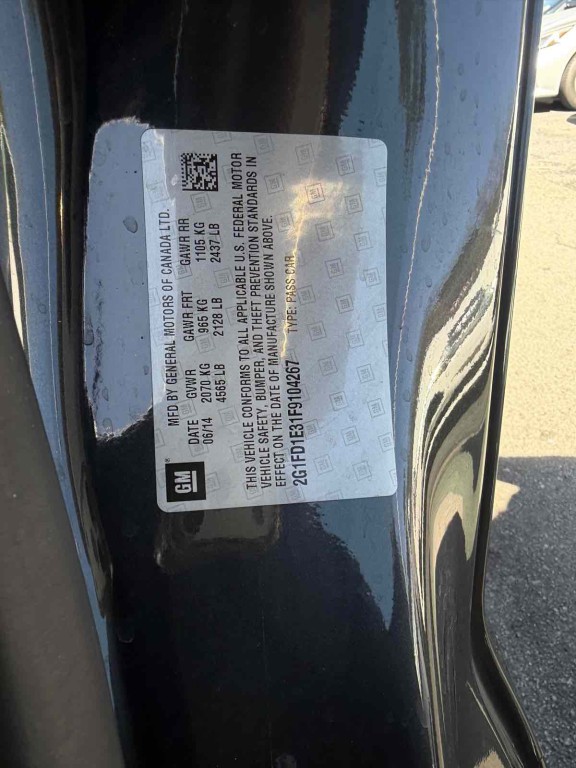 MFD BY GENERAL MOTORS OF CANADA LTD.
DATE GVWR GAWR FRT GAWR RR
06/14 2070 KG 965 KG 1105 KG
4565 LB 2128 LB 2437 LB
THIS VEHICLE CONFORMS TO ALL APPLICABLE U.S. FEDERAL MOTOR
VEHICLE SAFETY, BUMPER, AND THEFT PREVENTION STANDARDS IN
EFFECT ON THE DATE OF MANUFACTURE SHOWN ABOVE.
2G1FD1E31F9104267 TYPE: PASS CAR
GM®